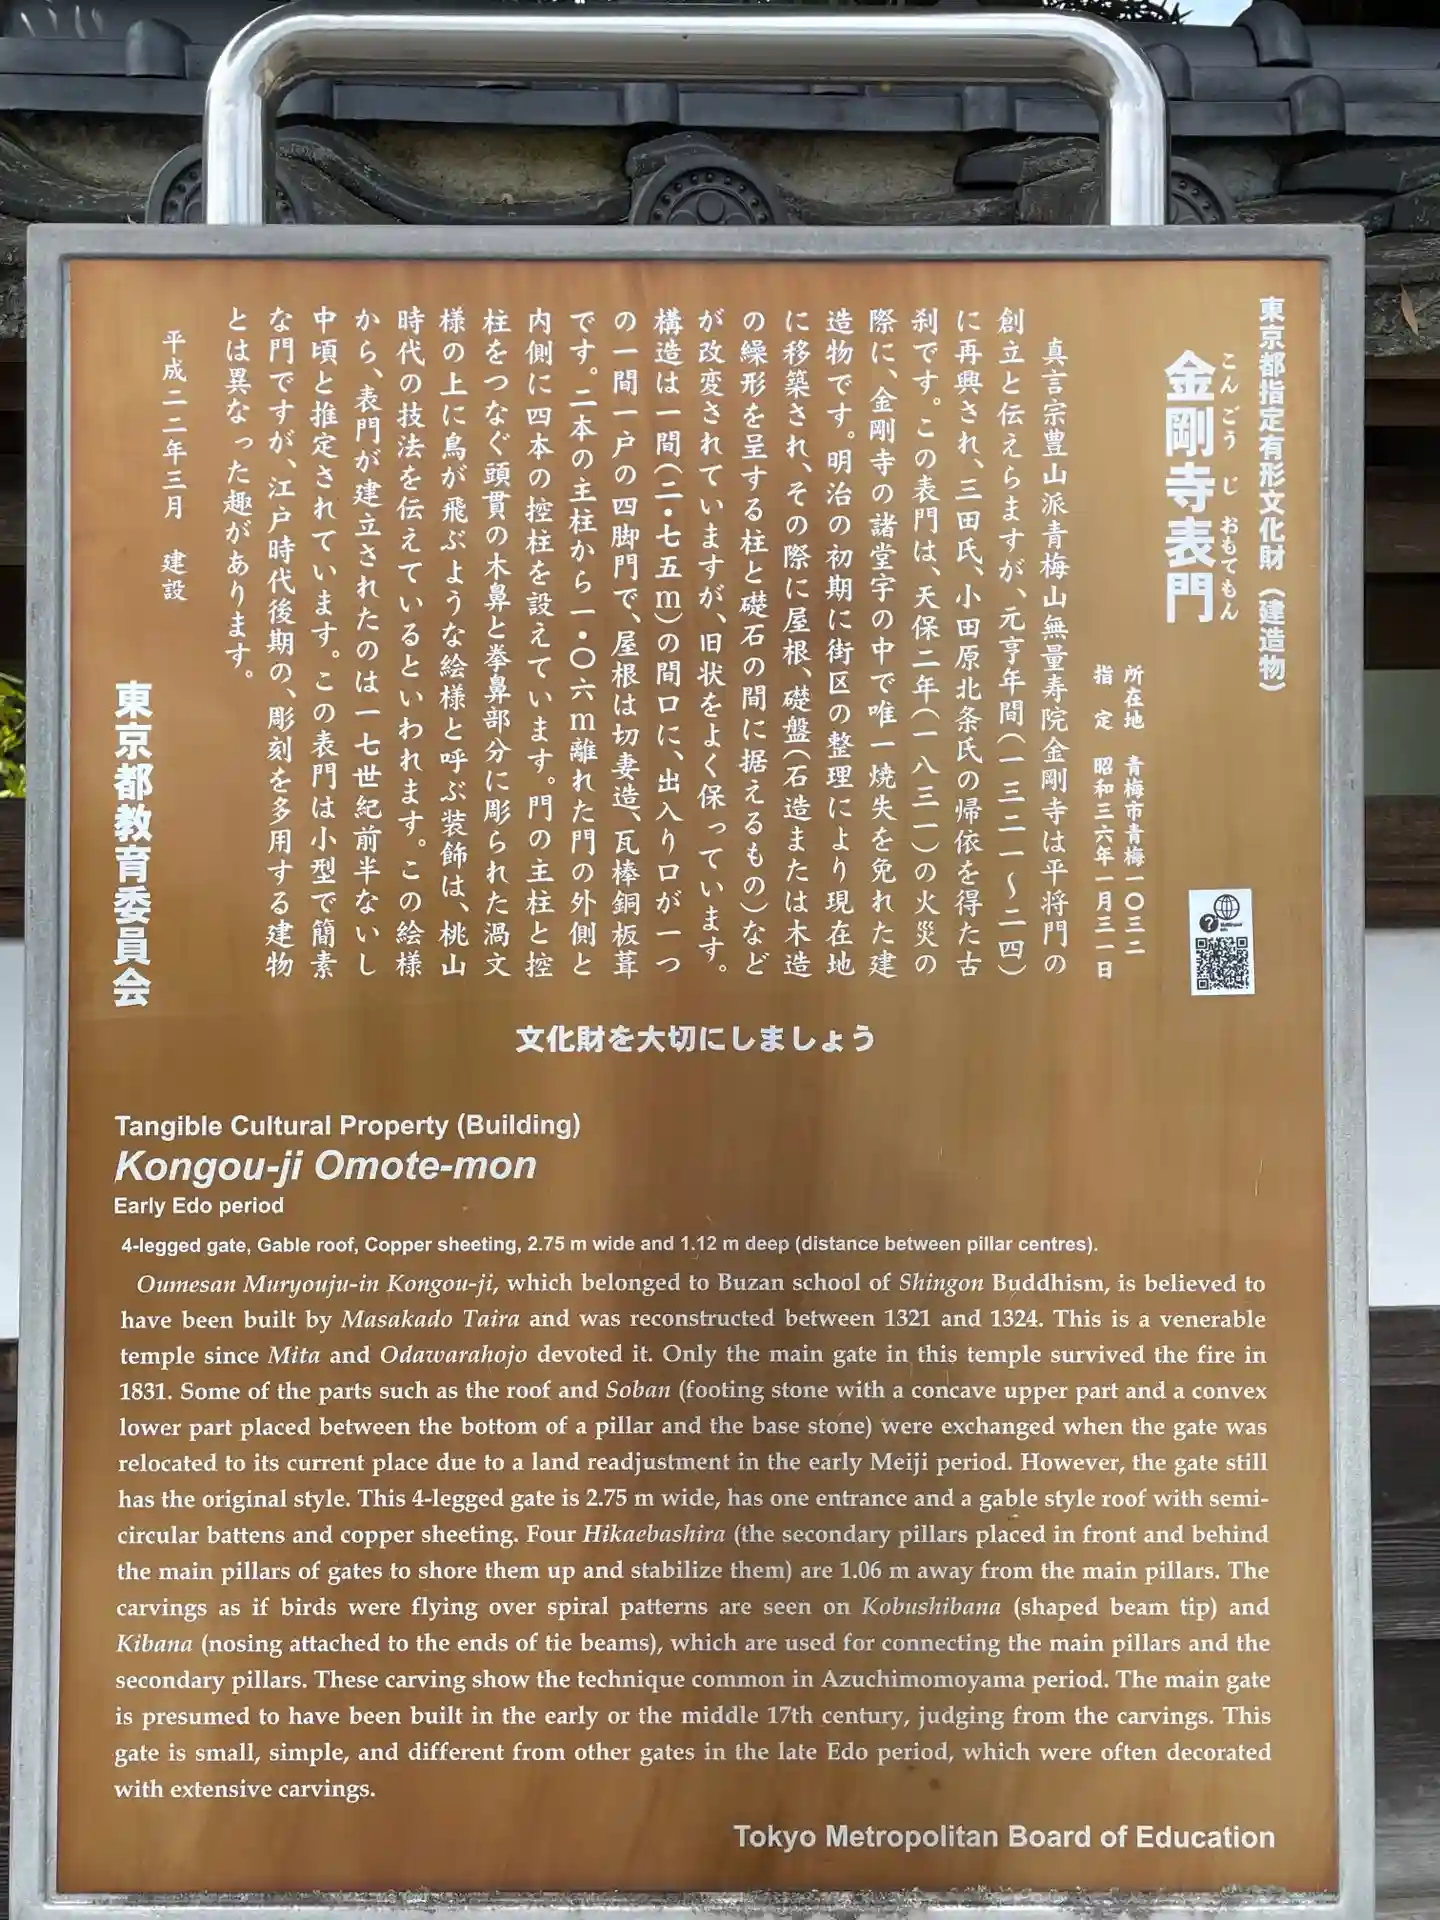 東京都指定有形文化財（建造物）
こんごうじおもてもん
金剛寺表門
所在地　青梅市青梅一〇三二
指　定　昭和三六年一月三一日
真言宗豊山派青梅山無量寿院金剛寺は平将門の
創立と伝えらますが、元亨年間（一三二一～二四）
に再興され、三田氏、小田原北条氏の帰依を得た古
刹です。この表門は、天保二年（一八三一）の火災の
際に、金剛寺の諸堂宇の中で唯一焼失を免れた建
造物です。明治の初期に街区の整理により現在地
に移築され、その際に屋根、礎盤（石造または木造
の繰形を呈する柱と礎石の間に据えるもの）など
が改変されていますが、旧状をよく保っています。
構造は一間（二・七五ｍ）の間口に、出入り口が一つ
の一間一戸の四脚門で、屋根は切妻造、瓦棒銅板葺
です。二本の主柱から一・〇六ｍ離れた門の外側と
内側に四本の控柱を設えています。門の主柱と控
柱をつなぐ頭貫の木鼻と拳鼻部分に彫られた渦文
様の上に鳥が飛ぶような絵様と呼ぶ装飾は、桃山
時代の技法を伝えているといわれます。この絵様
から、表門が建立されたのは一七世紀前半ないし
中頃と推定されています。この表門は小型で簡素
な門ですが、江戸時代後期の、彫刻を多用する建物
とは異なった趣があります。
平成二二年三月　建設
東京都教育委員会
文化財を大切にしましょう
Tangible Cultural Property (Building)
Kongou-ji Omote-mon
Early Edo period
4-legged gate, Gable roof, Copper sheeting, 2.75 m wide and 1.12 m deep (distance between pillar centres).
Oumesan Muryouju-in Kongou-ji, which belonged to Buzan school of Shingon Buddhism, is believed to
have been built by Masakado Taira and was reconstructed between 1321 and 1324. This is a venerable
temple since Mita and Odawarahojo devoted it. Only the main gate in this temple survived the fire in
1831. Some of the parts such as the roof and Soban (footing stone with a concave upper part and a convex
lower part placed between the bottom of a pillar and the base stone) were exchanged when the gate was
relocated to its current place due to a land readjustment in the early Meiji period. However, the gate still
has the original style. This 4-legged gate is 2.75 m wide, has one entrance and a gable style roof with semi-
circular battens and copper sheeting. Four Hikaebashira (the secondary pillars placed in front and behind
the main pillars of gates to shore them up and stabilize them) are 1.06 m away from the main pillars. The
carvings as if birds were flying over spiral patterns are seen on Kobushibana (shaped beam tip) and
Kibana (nosing attached to the ends of tie beams), which are used for connecting the main pillars and the
secondary pillars. These carving show the technique common in Azuchimomoyama period. The main gate
is presumed to have been built in the early or the middle 17th century, judging from the carvings. This
gate is small, simple, and different from other gates in the late Edo period, which were often decorated
with extensive carvings.
Tokyo Metropolitan Board of Education